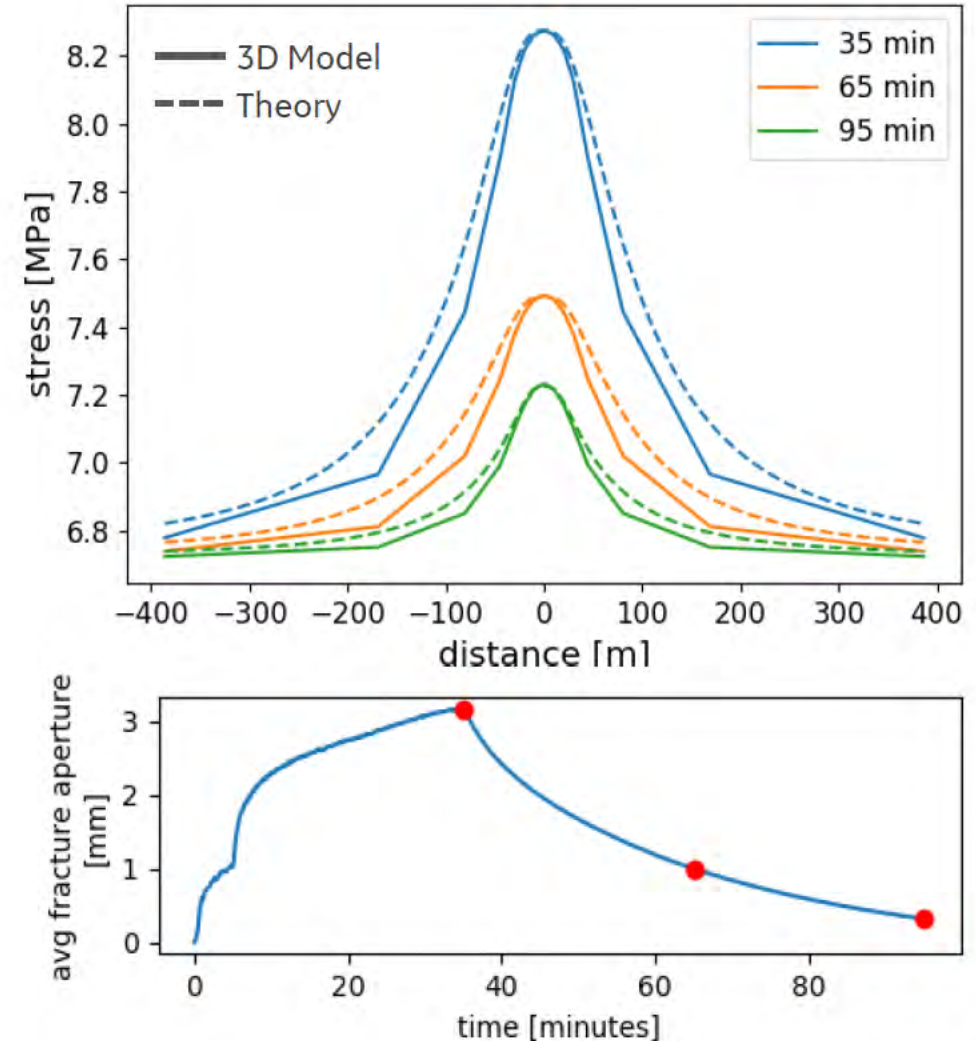 3D Model
Theory
35 min
65 min
95 min
stress [MPa]
8.2
8.0
7.8
7.6
7.4
7.2
7.0
6.8
−400 −300 −200 −100 0 100 200 300 400
distance [m]
avg fracture aperture
[mm]
3
2
1
0
0 20 40 60 80
time [minutes]